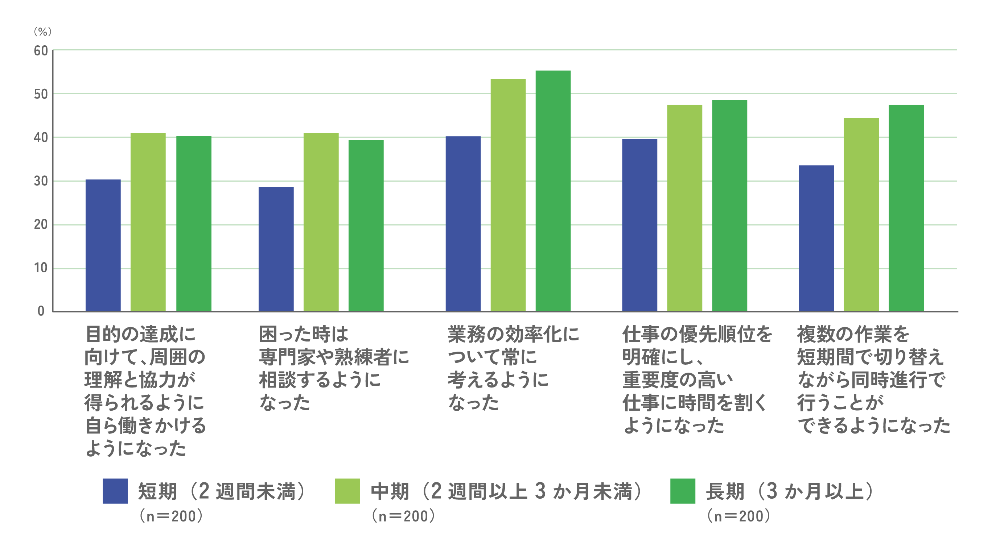 (%)
60
50
40
30
20
10
0
目的の達成に
向けて、周囲の
理解と協力が
得られるように
自ら働きかける
ようになった
困った時は
専門家や熟練者に
相談するように
なった
業務の効率化に
ついて常に
考えるように
なった
仕事の優先順位を
明確にし、
重要度の高い
仕事に時間を割く
ようになった
複数の作業を
短期間で切り替え
ながら同時進行で
行うことが
できるようになった
短期（2週間未満）
（n＝200）
中期（2週間以上3か月未満）
（n＝200）
長期（3か月以上）
（n＝200）